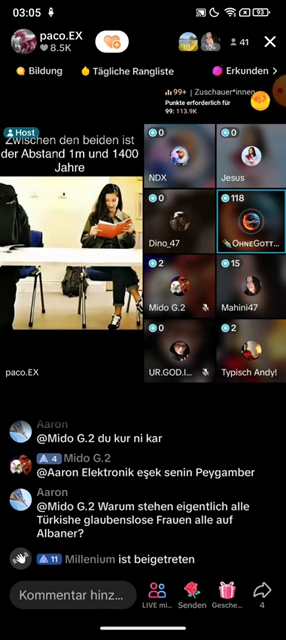 03:05
93
paco.EX
8.5K
10+
41
Bildung
Tägliche Rangliste
Erkunden >
99+ | Zuschauer*innen
Punkte erforderlich für
99: 113.9K
Host
Zwischen den beiden ist
der Abstand 1m und 1400
Jahre
0
0
NDX
Jesus
0
118
Dino_47
OHNEGOTT...
2
15
Mido G.2
Mahini47
0
2
UR.GOD.I...
Typisch Andy!
paco.EX
Aaron
@Mido G.2 du kur ni kar
4 Mido G.2
@Aaron Elektronik eşek senin Peygamber
Aaron
@Mido G.2 Warum stehen eigentlich alle
Türkishe glaubenslose Frauen alle auf
Albaner?
11 Millenium ist beigetreten
Kommentar hinz...
LIVE mi...
Senden
Gesche...
4